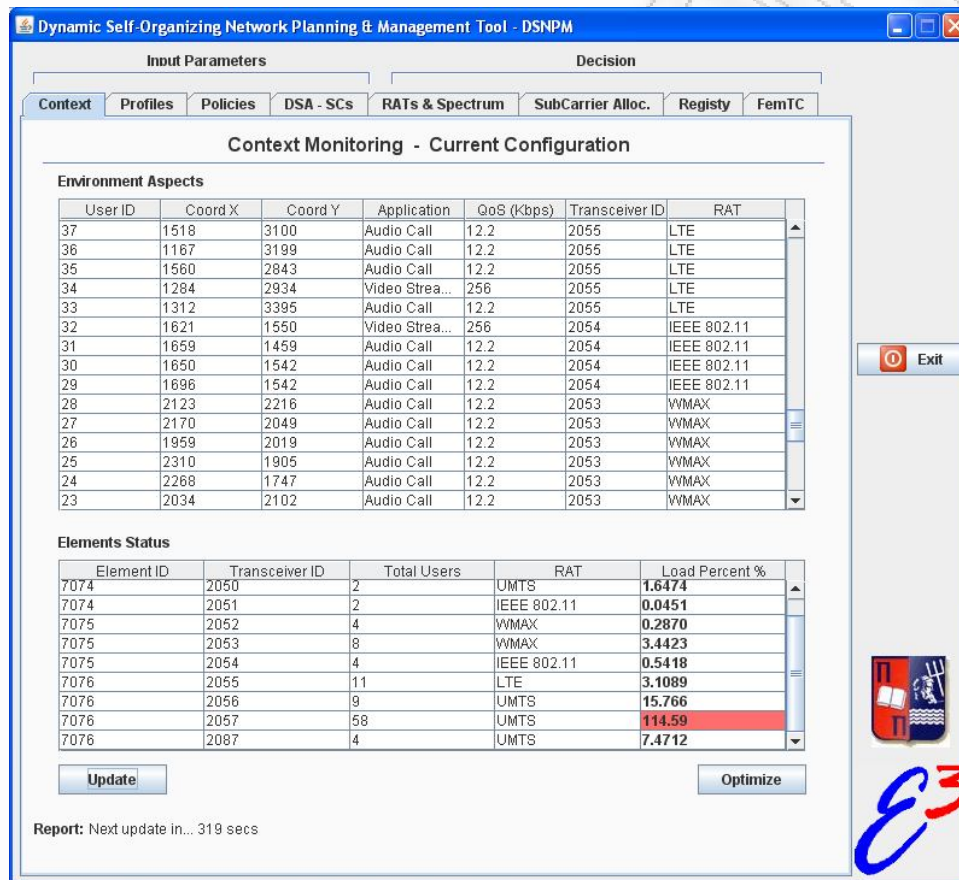 Dynamic Self-Organizing Network Planning & Management Tool - DSNPM
Input Parameters Decision
Context Profiles Policies DSA - SCs RATs & Spectrum SubCarrier Alloc. Registy FemTC
Context Monitoring - Current Configuration
Environment Aspects
User ID Coord X Coord Y Application QoS (Kbps) Transceiver ID RAT
37 1518 3100 Audio Call 12.2 2055 LTE
36 1167 3199 Audio Call 12.2 2055 LTE
35 1560 2843 Audio Call 12.2 2055 LTE
34 1284 2934 Video Strea... 256 2055 LTE
33 1312 3395 Audio Call 12.2 2055 LTE
32 1621 1550 Video Strea... 256 2054 IEEE 802.11
31 1659 1459 Audio Call 12.2 2054 IEEE 802.11
30 1650 1542 Audio Call 12.2 2054 IEEE 802.11
29 1696 1542 Audio Call 12.2 2054 IEEE 802.11
28 2123 2216 Audio Call 12.2 2053 WMAX
27 2170 2049 Audio Call 12.2 2053 WMAX
26 1959 2019 Audio Call 12.2 2053 WMAX
25 2310 1905 Audio Call 12.2 2053 WMAX
24 2268 1747 Audio Call 12.2 2053 WMAX
23 2034 2102 Audio Call 12.2 2053 WMAX
Exit
Elements Status
Element ID Transceiver ID Total Users RAT Load Percent %
7074 2050 2 UMTS 1.6474
7074 2051 2 IEEE 802.11 0.0451
7075 2052 4 WMAX 0.2870
7075 2053 8 WMAX 3.4423
7075 2054 4 IEEE 802.11 0.5418
7076 2055 11 LTE 3.1089
7076 2056 9 UMTS 15.766
7076 2057 58 UMTS 114.59
7076 2087 4 UMTS 7.4712
Π
Π
Update Optimize
E3
Report: Next update in... 319 secs